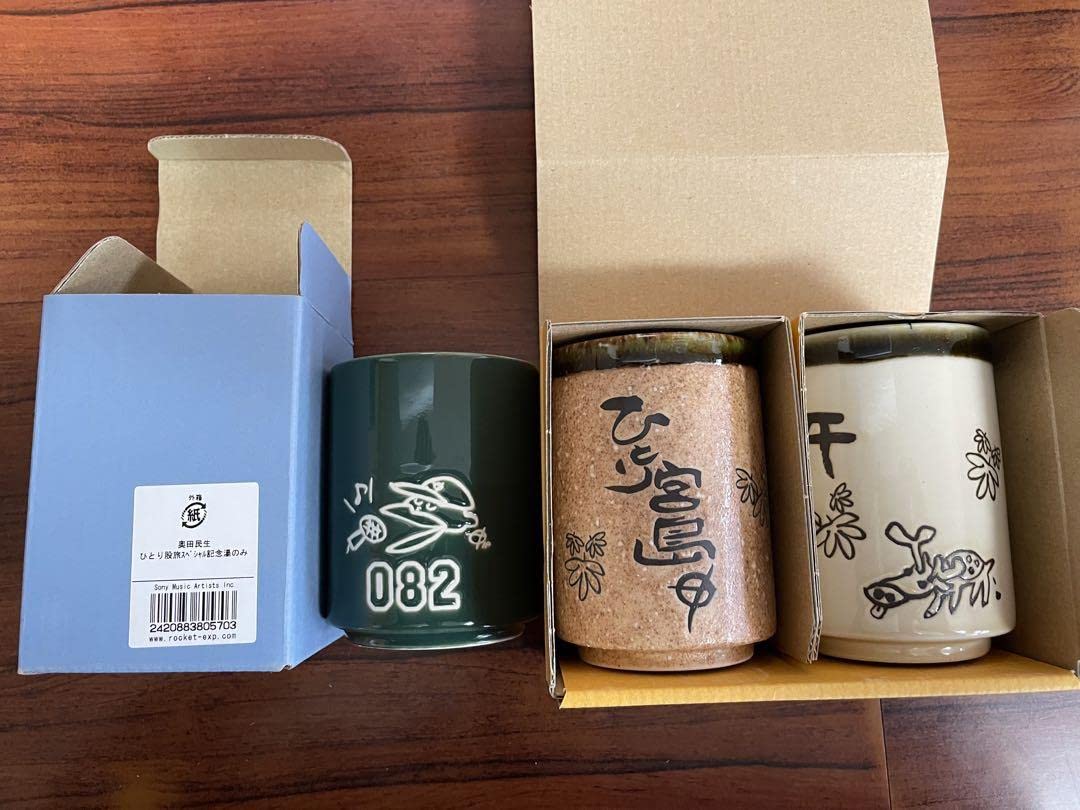 外箱
紙
奥田民生
ひとり股旅スペシャル記念湯のみ
Sony Music Artists Inc.
2420883805703
www.rocket-exp.com
082
ひとり
宮島